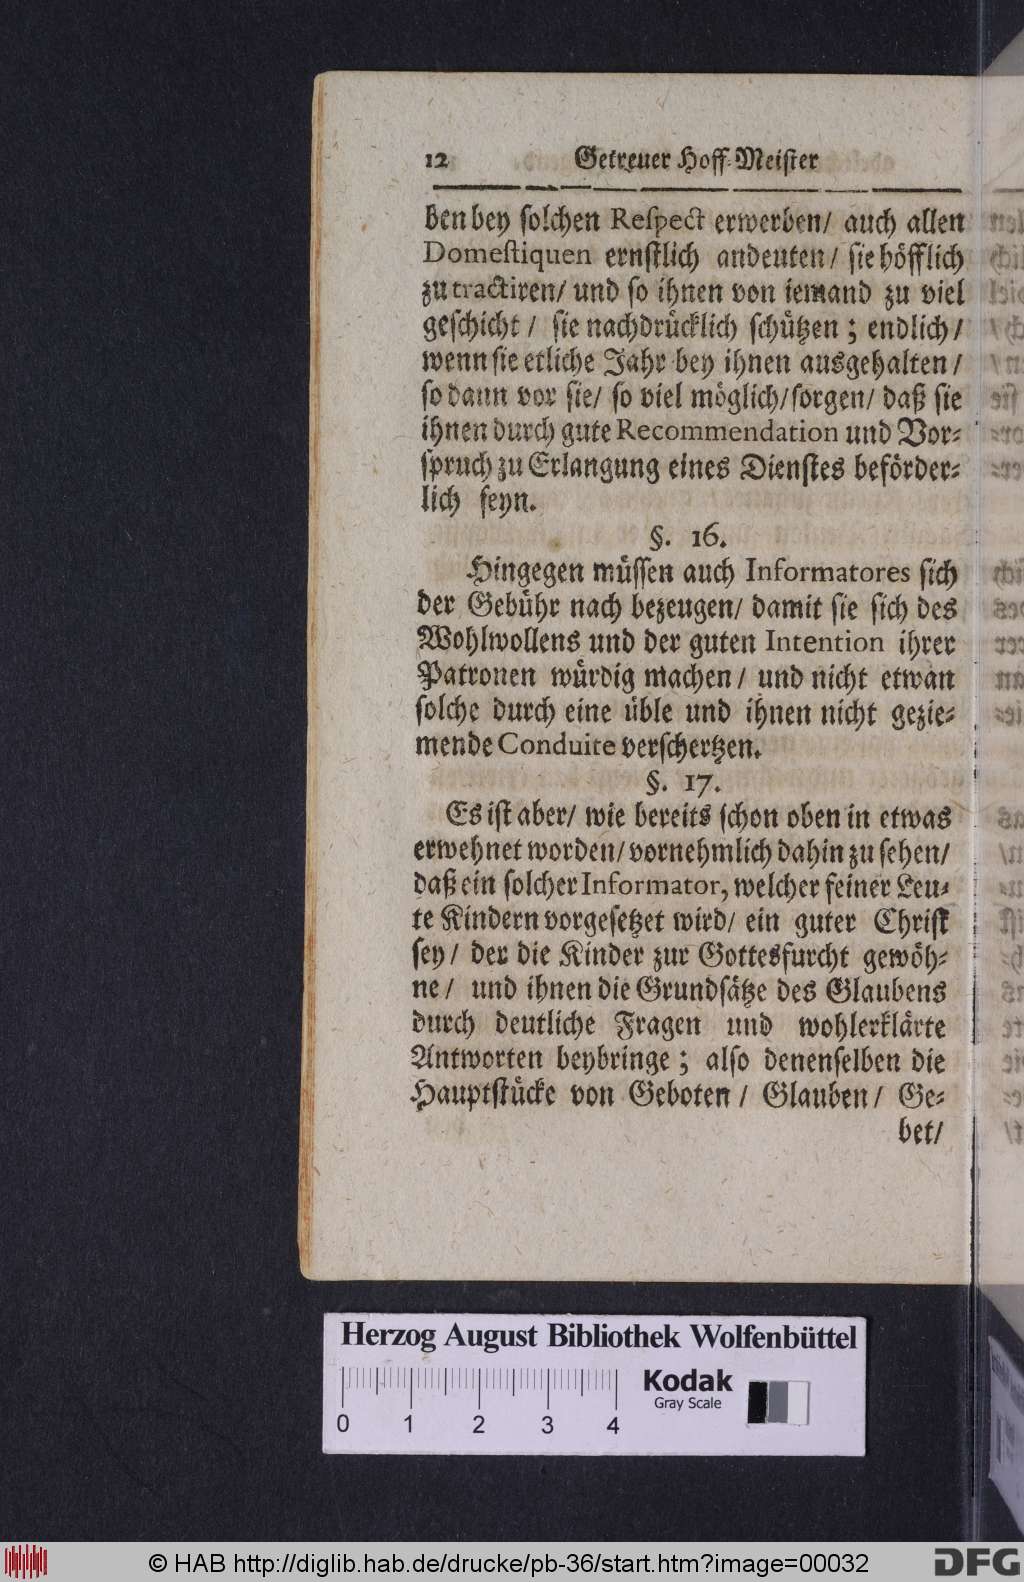 12 Getreuer Hoff-Meister
ben bey solchen Respect erwerben/ auch allen
Domestiquen ernstlich andeuten/ sie höfflich
zu tractiren/ und so ihnen von iemand zu viel
geschicht/ sie nachdrücklich schützen; endlich/
wenn sie etliche Jahr bey ihnen ausgehalten/
so dann vor sie/ so viel möglich/ sorgen/ daß sie
ihnen durch gute Recommendation und Vor-
spruch zu Erlangung eines Dienstes beförder-
lich seyn.
§. 16.
Hingegen müssen auch Informatores sich
der Gebühr nach bezeugen/ damit sie sich des
Wohlwollens und der guten Intention ihrer
Patronen würdig machen/ und nicht etwan
solche durch eine üble und ihnen nicht gezie-
mende Conduite verschertzen.
§. 17.
Es ist aber/ wie bereits schon oben in etwas
erwehnet worden/ vornehmlich dahin zu sehen/
daß ein solcher Informator, welcher feiner Leu-
te Kindern vorgesetzet wird/ ein guter Christ
sey/ der die Kinder zur Gottesfurcht gewöh-
ne/ und ihnen die Grundsätze des Glaubens
durch deutliche Fragen und wohlerklärte
Antworten beybringe; also denenselben die
Hauptstücke von Geboten/ Glauben/ Ge-
bet/
Herzog August Bibliothek Wolfenbüttel
Kodak
Gray Scale
0 1 2 3 4
© HAB http://diglib.hab.de/drucke/pb-36/start.htm?image=00032
DFG